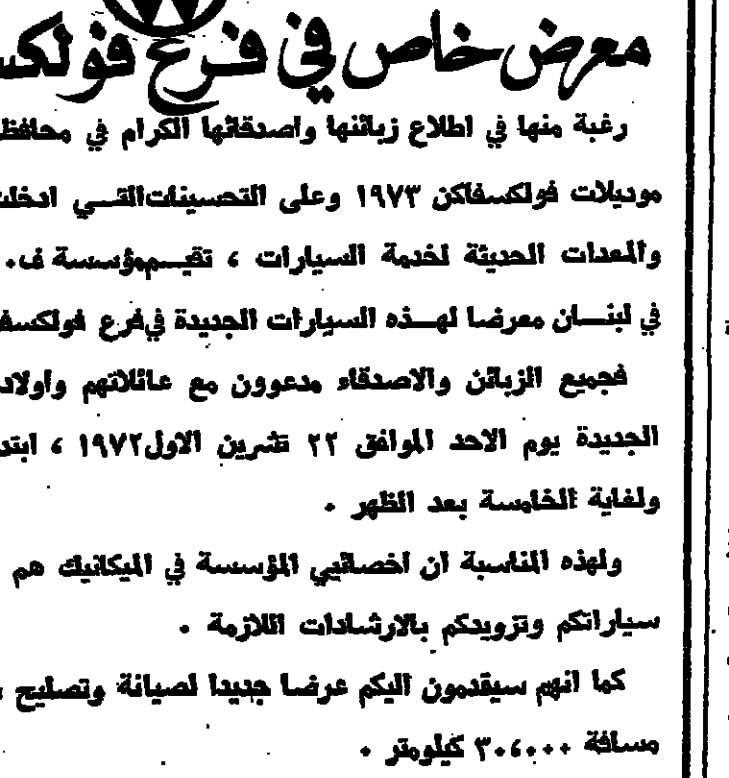 معرض خاص في فرع فولكس
رغبة منها في اطلاع زبائنها واصدقائها الكرام في محافظ
موديلات فولكسفاكن ١٩٧٣ وعلى التحسينات التي ادخلت
والمعدات الحديثة لخدمة السيارات ، تقيم مؤسسة ف.
في لبنان معرضا لهذه السيارات الجديدة في فرع فولكسف
فجميع الزبائن والاصدقاء مدعوون مع عائلاتهم واولاد
الجديدة يوم الاحد الموافق ٢٢ تشرين الاول ١٩٧٢ ، ابتد
ولغاية الخامسة بعد الظهر .
ولهذه المناسبة ان اخصائيي المؤسسة في الميكانيك هم
سياراتكم وتزويدكم بالارشادات اللازمة .
كما انهم سيقدمون اليكم عرضا جديدا لصيانة وتصليح
مسافة ٣٠،٠٠٠ كيلومتر .